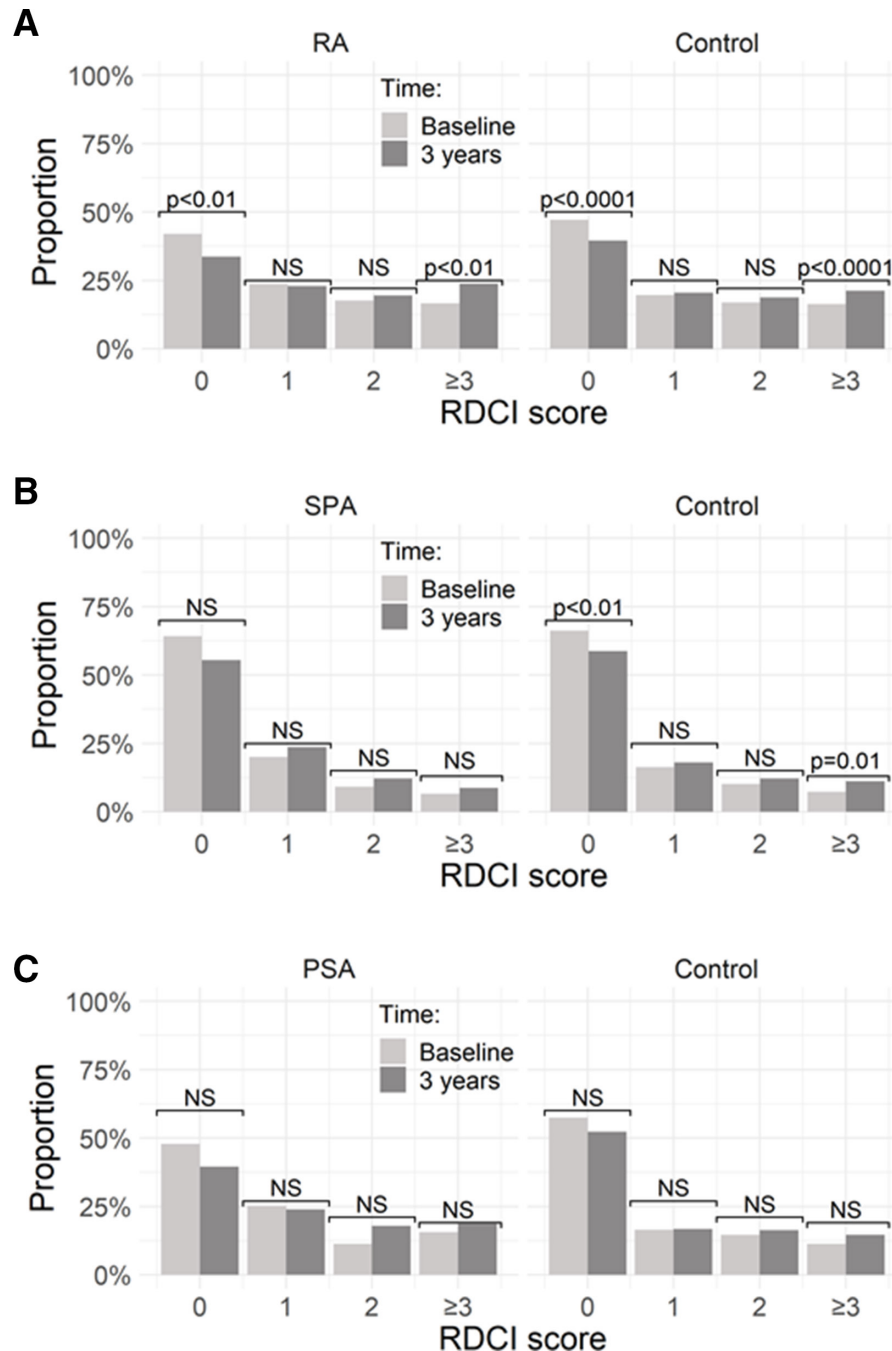 A
RA Control
Time:
Baseline
3 years
Proportion
100%
75%
50%
25%
0%
p<0.01 NS NS p<0.01
p<0.0001 NS NS p<0.0001
0 1 2 ≥3 0 1 2 ≥3
RDCI score
B
SPA Control
Time:
Baseline
3 years
Proportion
100%
75%
50%
25%
0%
NS NS NS NS
p<0.01 NS NS p=0.01
0 1 2 ≥3 0 1 2 ≥3
RDCI score
C
PSA Control
Time:
Baseline
3 years
Proportion
100%
75%
50%
25%
0%
NS NS NS NS
NS NS NS NS
0 1 2 ≥3 0 1 2 ≥3
RDCI score